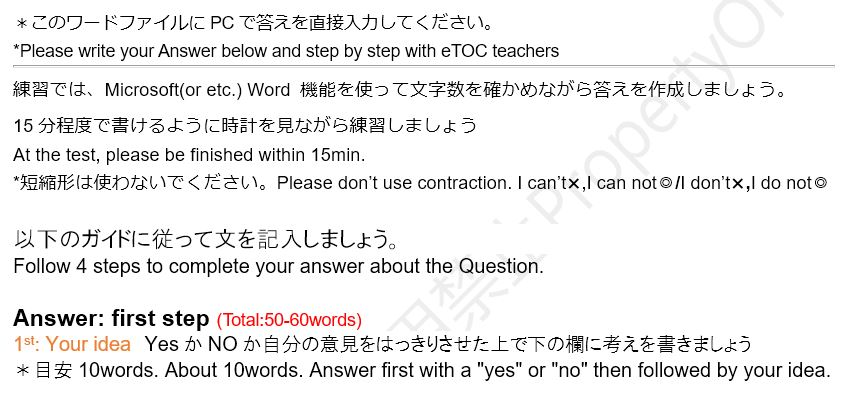 ＊このワードファイルに PC で答えを直接入力してください。
*Please write your Answer below and step by step with eTOC teachers
練習では、Microsoft(or etc.) Word 機能を使って文字数を確かめながら答えを作成しましょう。
15 分程度で書けるように時計を見ながら練習しましょう
At the test, please be finished within 15min.
*短縮形は使わないでください。Please don't use contraction. I can't×,I can not◎/I don't×,I do not◎
以下のガイドに従って文を記入しましょう。
Follow 4 steps to complete your answer about the Question.
Answer: first step (Total:50-60words)
1st: Your idea Yes か NO か自分の意見をはっきりさせた上で下の欄に考えを書きましょう
＊目安 10words. About 10words. Answer first with a "yes" or "no" then followed by your idea.